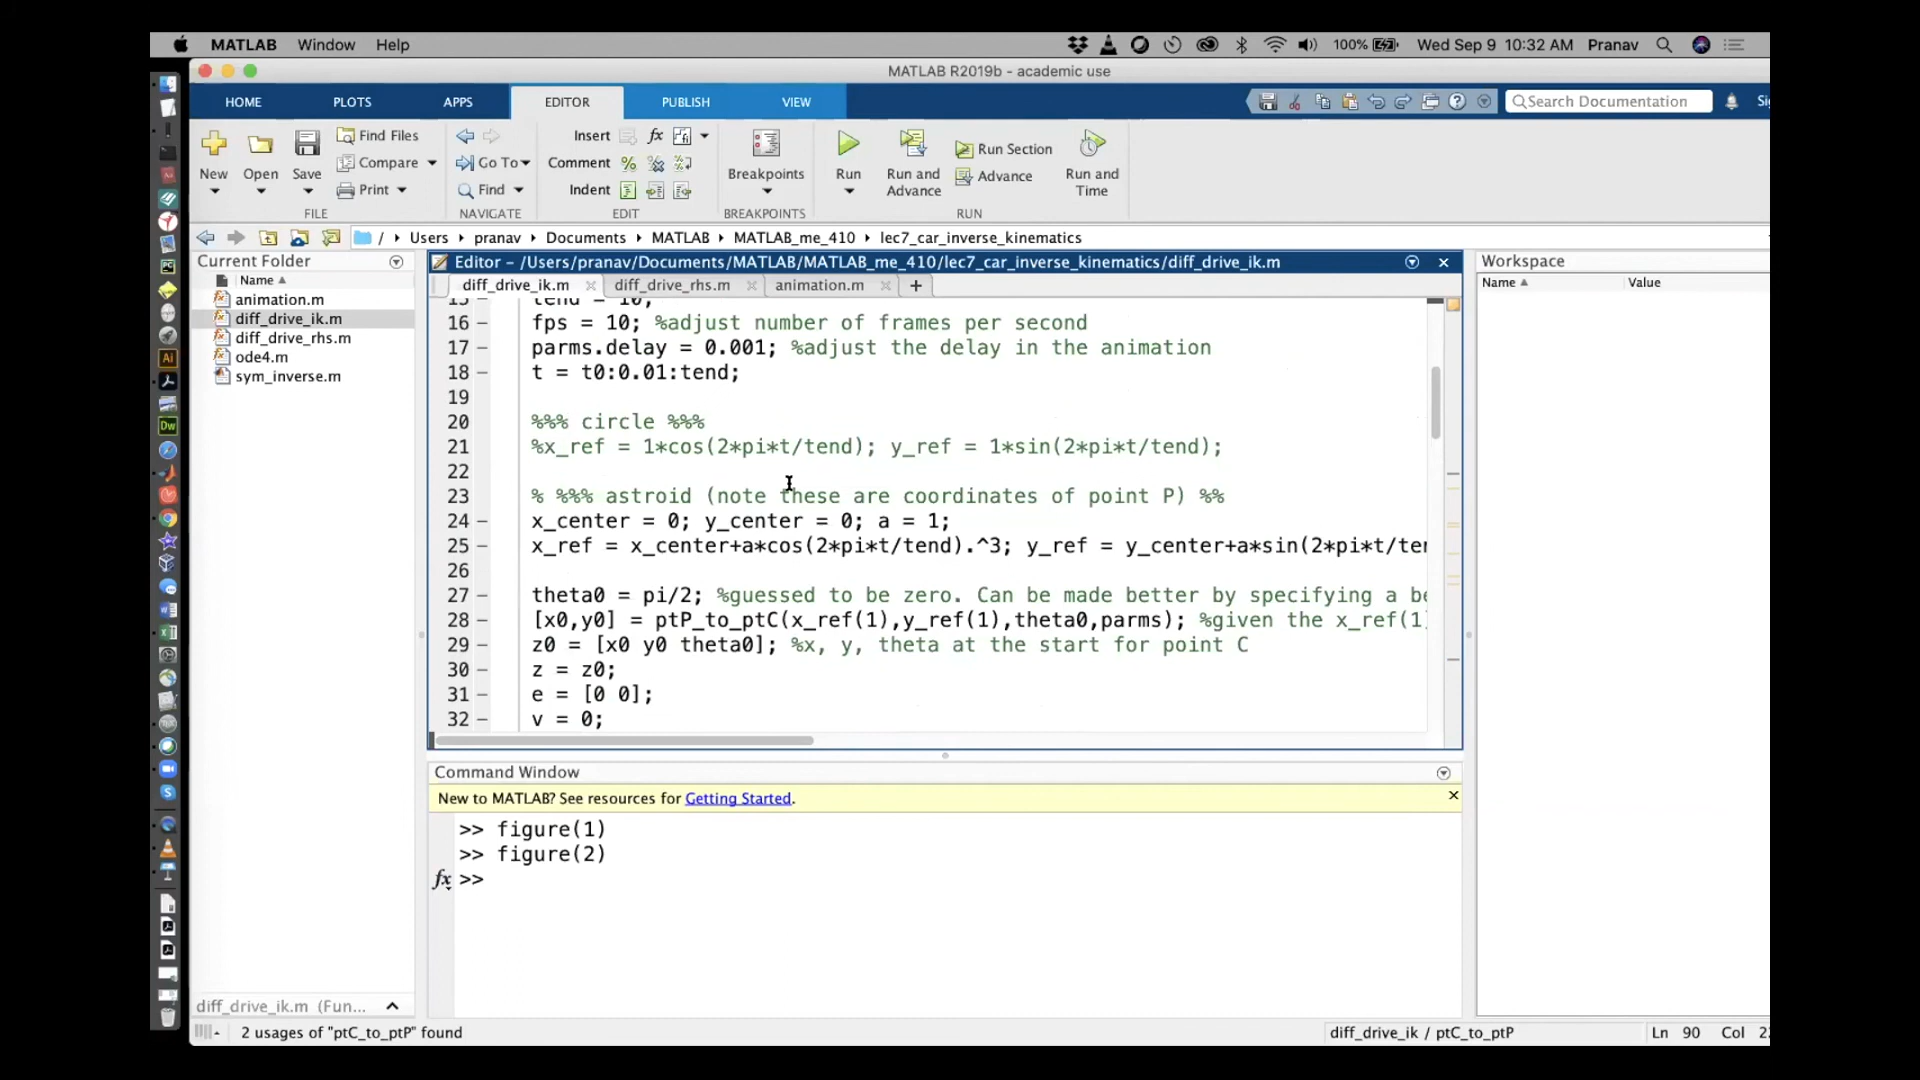 MATLAB Window Help
100% Wed Sep 9 10:32 AM Pranav
MATLAB R2019b - academic use
HOME PLOTS APPS EDITOR PUBLISH VIEW
Search Documentation
New
Open
Save
Find Files
Compare
Print
FILE
Go To
Find
NAVIGATE
Insert
Comment
Indent
EDIT
Breakpoints
BREAKPOINTS
Run
Run and
Advance
Run Section
Advance
Run and
Time
RUN
/ Users pranav Documents MATLAB MATLAB_me_410 lec7_car_inverse_kinematics
Current Folder
Name
animation.m
diff_drive_ik.m
diff_drive_rhs.m
ode4.m
sym_inverse.m
diff_drive_ik.m (Fun...
Editor - /Users/pranav/Documents/MATLAB/MATLAB_me_410/lec7_car_inverse_kinematics/diff_drive_ik.m
diff_drive_ik.m diff_drive_rhs.m animation.m
15 tend = 10;
16 fps = 10; %adjust number of frames per second
17 parms.delay = 0.001; %adjust the delay in the animation
18 t = t0:0.01:tend;
19
20 %%% circle %%%
21 %x_ref = 1*cos(2*pi*t/tend); y_ref = 1*sin(2*pi*t/tend);
22
23 % %%% astroid (note these are coordinates of point P) %%
24 x_center = 0; y_center = 0; a = 1;
25 x_ref = x_center+a*cos(2*pi*t/tend).^3; y_ref = y_center+a*sin(2*pi*t/ten
26
27 theta0 = pi/2; %guessed to be zero. Can be made better by specifying a be
28 [x0,y0] = ptP_to_ptC(x_ref(1),y_ref(1),theta0,parms); %given the x_ref(1)
29 z0 = [x0 y0 theta0]; %x, y, theta at the start for point C
30 z = z0;
31 e = [0 0];
32 v = 0;
Command Window
New to MATLAB? See resources for Getting Started.
>> figure(1)
>> figure(2)
fx >>
Workspace
Name Value
2 usages of "ptC_to_ptP" found
diff_drive_ik / ptC_to_ptP
Ln 90 Col